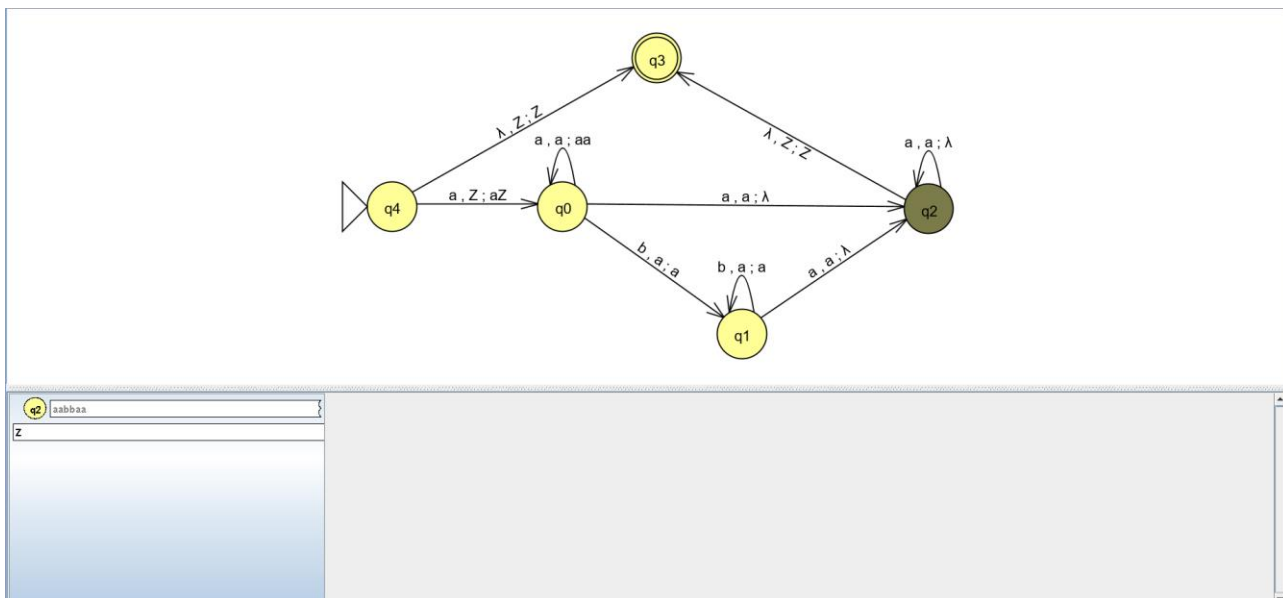 q3
λ , Z ; Z
λ , Z ; Z
a , a ; aa
a , a ; λ
q4
a , Z ; aZ
q0
a , a ; λ
q2
b , a ; a
b , a ; a
a , a ; λ
q1
q2 aabbaa
Z